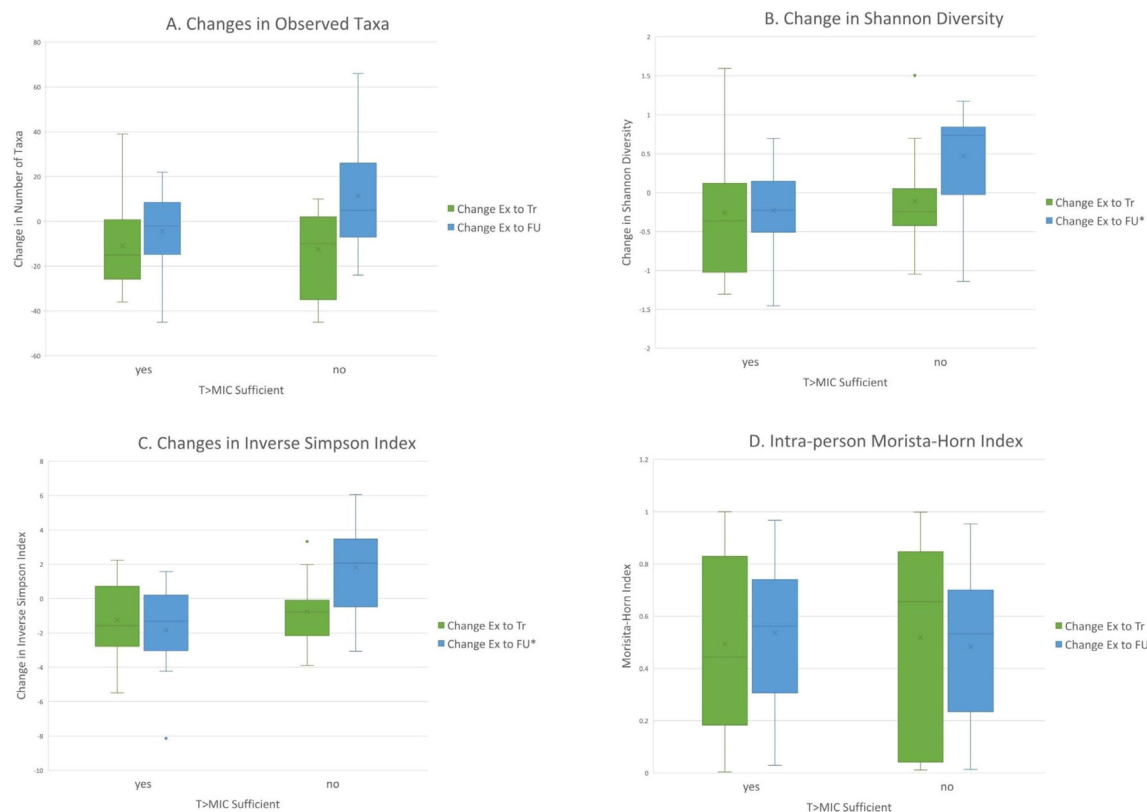 A. Changes in Observed Taxa
80
60
40
20
0
-20
-40
-60
Change in Number of Taxa
yes
no
T>MIC Sufficient
Change Ex to Tr
Change Ex to FU
B. Change in Shannon Diversity
2
1.5
1
0.5
0
-0.5
-1
-1.5
-2
Change in Shannon Diversity
yes
no
T>MIC Sufficient
Change Ex to Tr
Change Ex to FU*
C. Changes in Inverse Simpson Index
8
6
4
2
0
-2
-4
-6
-8
-10
Change in Inverse Simpson Index
yes
no
T>MIC Sufficient
Change Ex to Tr
Change Ex to FU*
D. Intra-person Morista-Horn Index
1.2
1
0.8
0.6
0.4
0.2
0
Morisita-Horn Index
yes
no
T>MIC Sufficient
Change Ex to Tr
Change Ex to FU